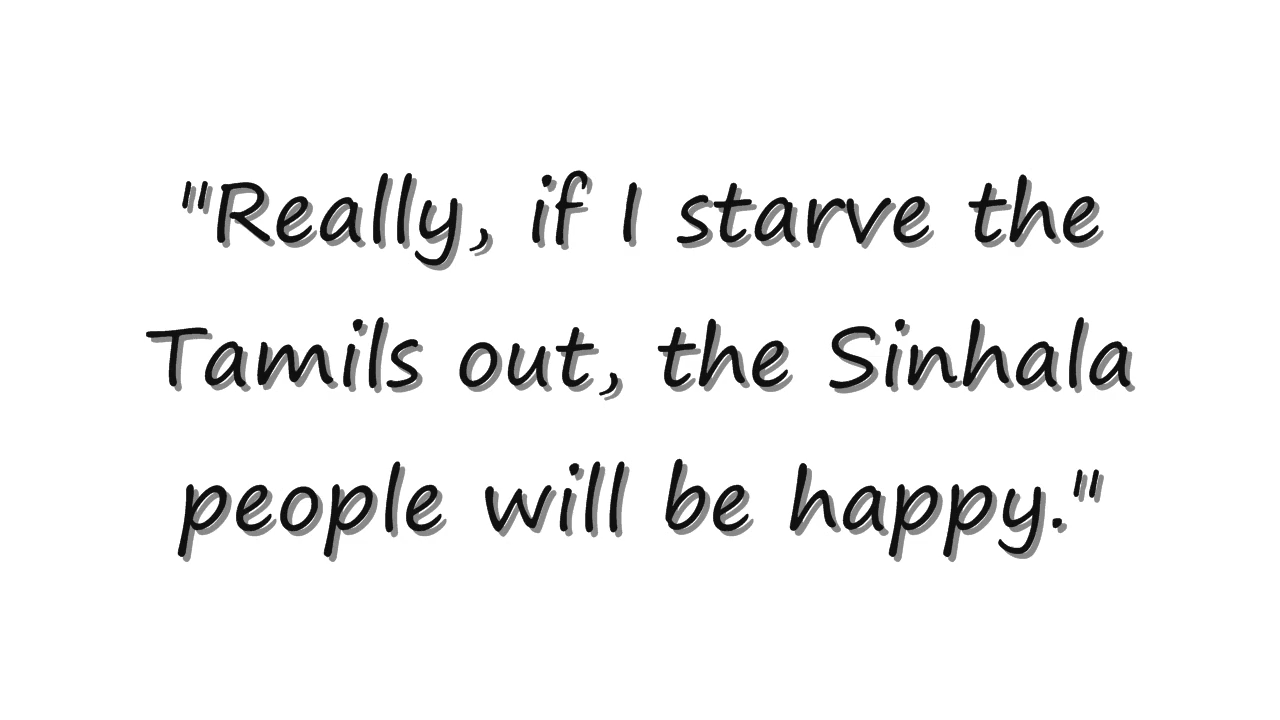 "Really, if I starve the
Tamils out, the Sinhala
people will be happy."